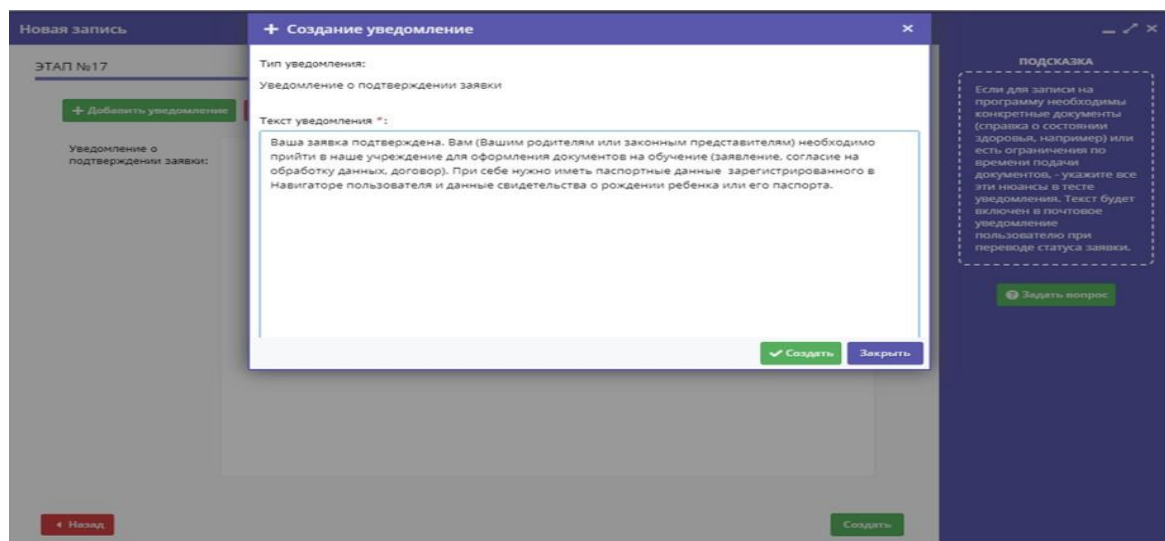 Новая запись
+ Создание уведомление
ЭТАП №17
Тип уведомления:
Уведомление о подтверждении заявки
+ Добавить уведомление
Текст уведомления *:
Ваша заявка подтверждена. Вам (Вашим родителям или законным представителям) необходимо
прийти в наше учреждение для оформления документов на обучение (заявление, согласие на
обработку данных, договор). При себе нужно иметь паспортные данные зарегистрированного в
Навигаторе пользователя и данные свидетельства о рождении ребенка или его паспорта.
Уведомление о
подтверждении заявки:
Создать
Закрыть
Назад
Создать
ПОДСКАЗКА
Если для записи на
программу необходимы
конкретные документы
(справка о состоянии
здоровья, например) или
есть ограничения по
времени подачи
документов, - укажите все
эти нюансы в тесте
уведомления. Текст будет
включен в почтовое
уведомление
пользователю при
переводе статуса заявки.
Задать вопрос